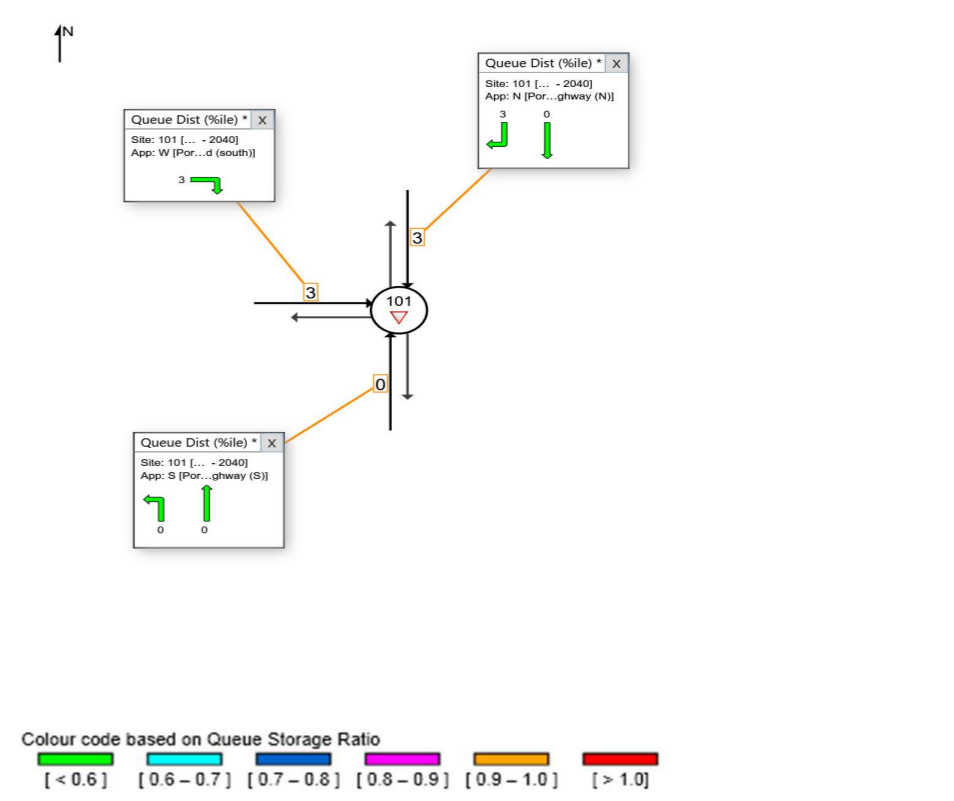 N
Queue Dist (%ile) * X
Site: 101 [... - 2040]
App: N [Por...ghway (N)]
3 0
Queue Dist (%ile) * X
Site: 101 [... - 2040]
App: W [Por...d (south)]
3
3
3
101
0
Queue Dist (%ile) * X
Site: 101 [... - 2040]
App: S [Por...ghway (S)]
0 0
Colour code based on Queue Storage Ratio
[ < 0.6 ] [ 0.6 – 0.7 ] [ 0.7 – 0.8 ] [ 0.8 – 0.9 ] [ 0.9 – 1.0 ] [ > 1.0]